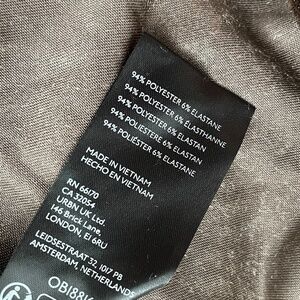 94% POLYESTER 6% ELASTANE
94% POLYESTER 6% ÉLASTHANNE
94% POLYESTER 6% ELASTAN
94% POLIESTERE 6% ELASTAN
94% POLIÉSTER 6% ELASTANE
MADE IN VIETNAM
HECHO EN VIETNAM
RN 66170
CA 32054
URBN UK Ltd.
146 Brick Lane,
LONDON, E1 6RU
LEIDSESTRAAT 32, 1017 PB
AMSTERDAM, NETHERLANDS